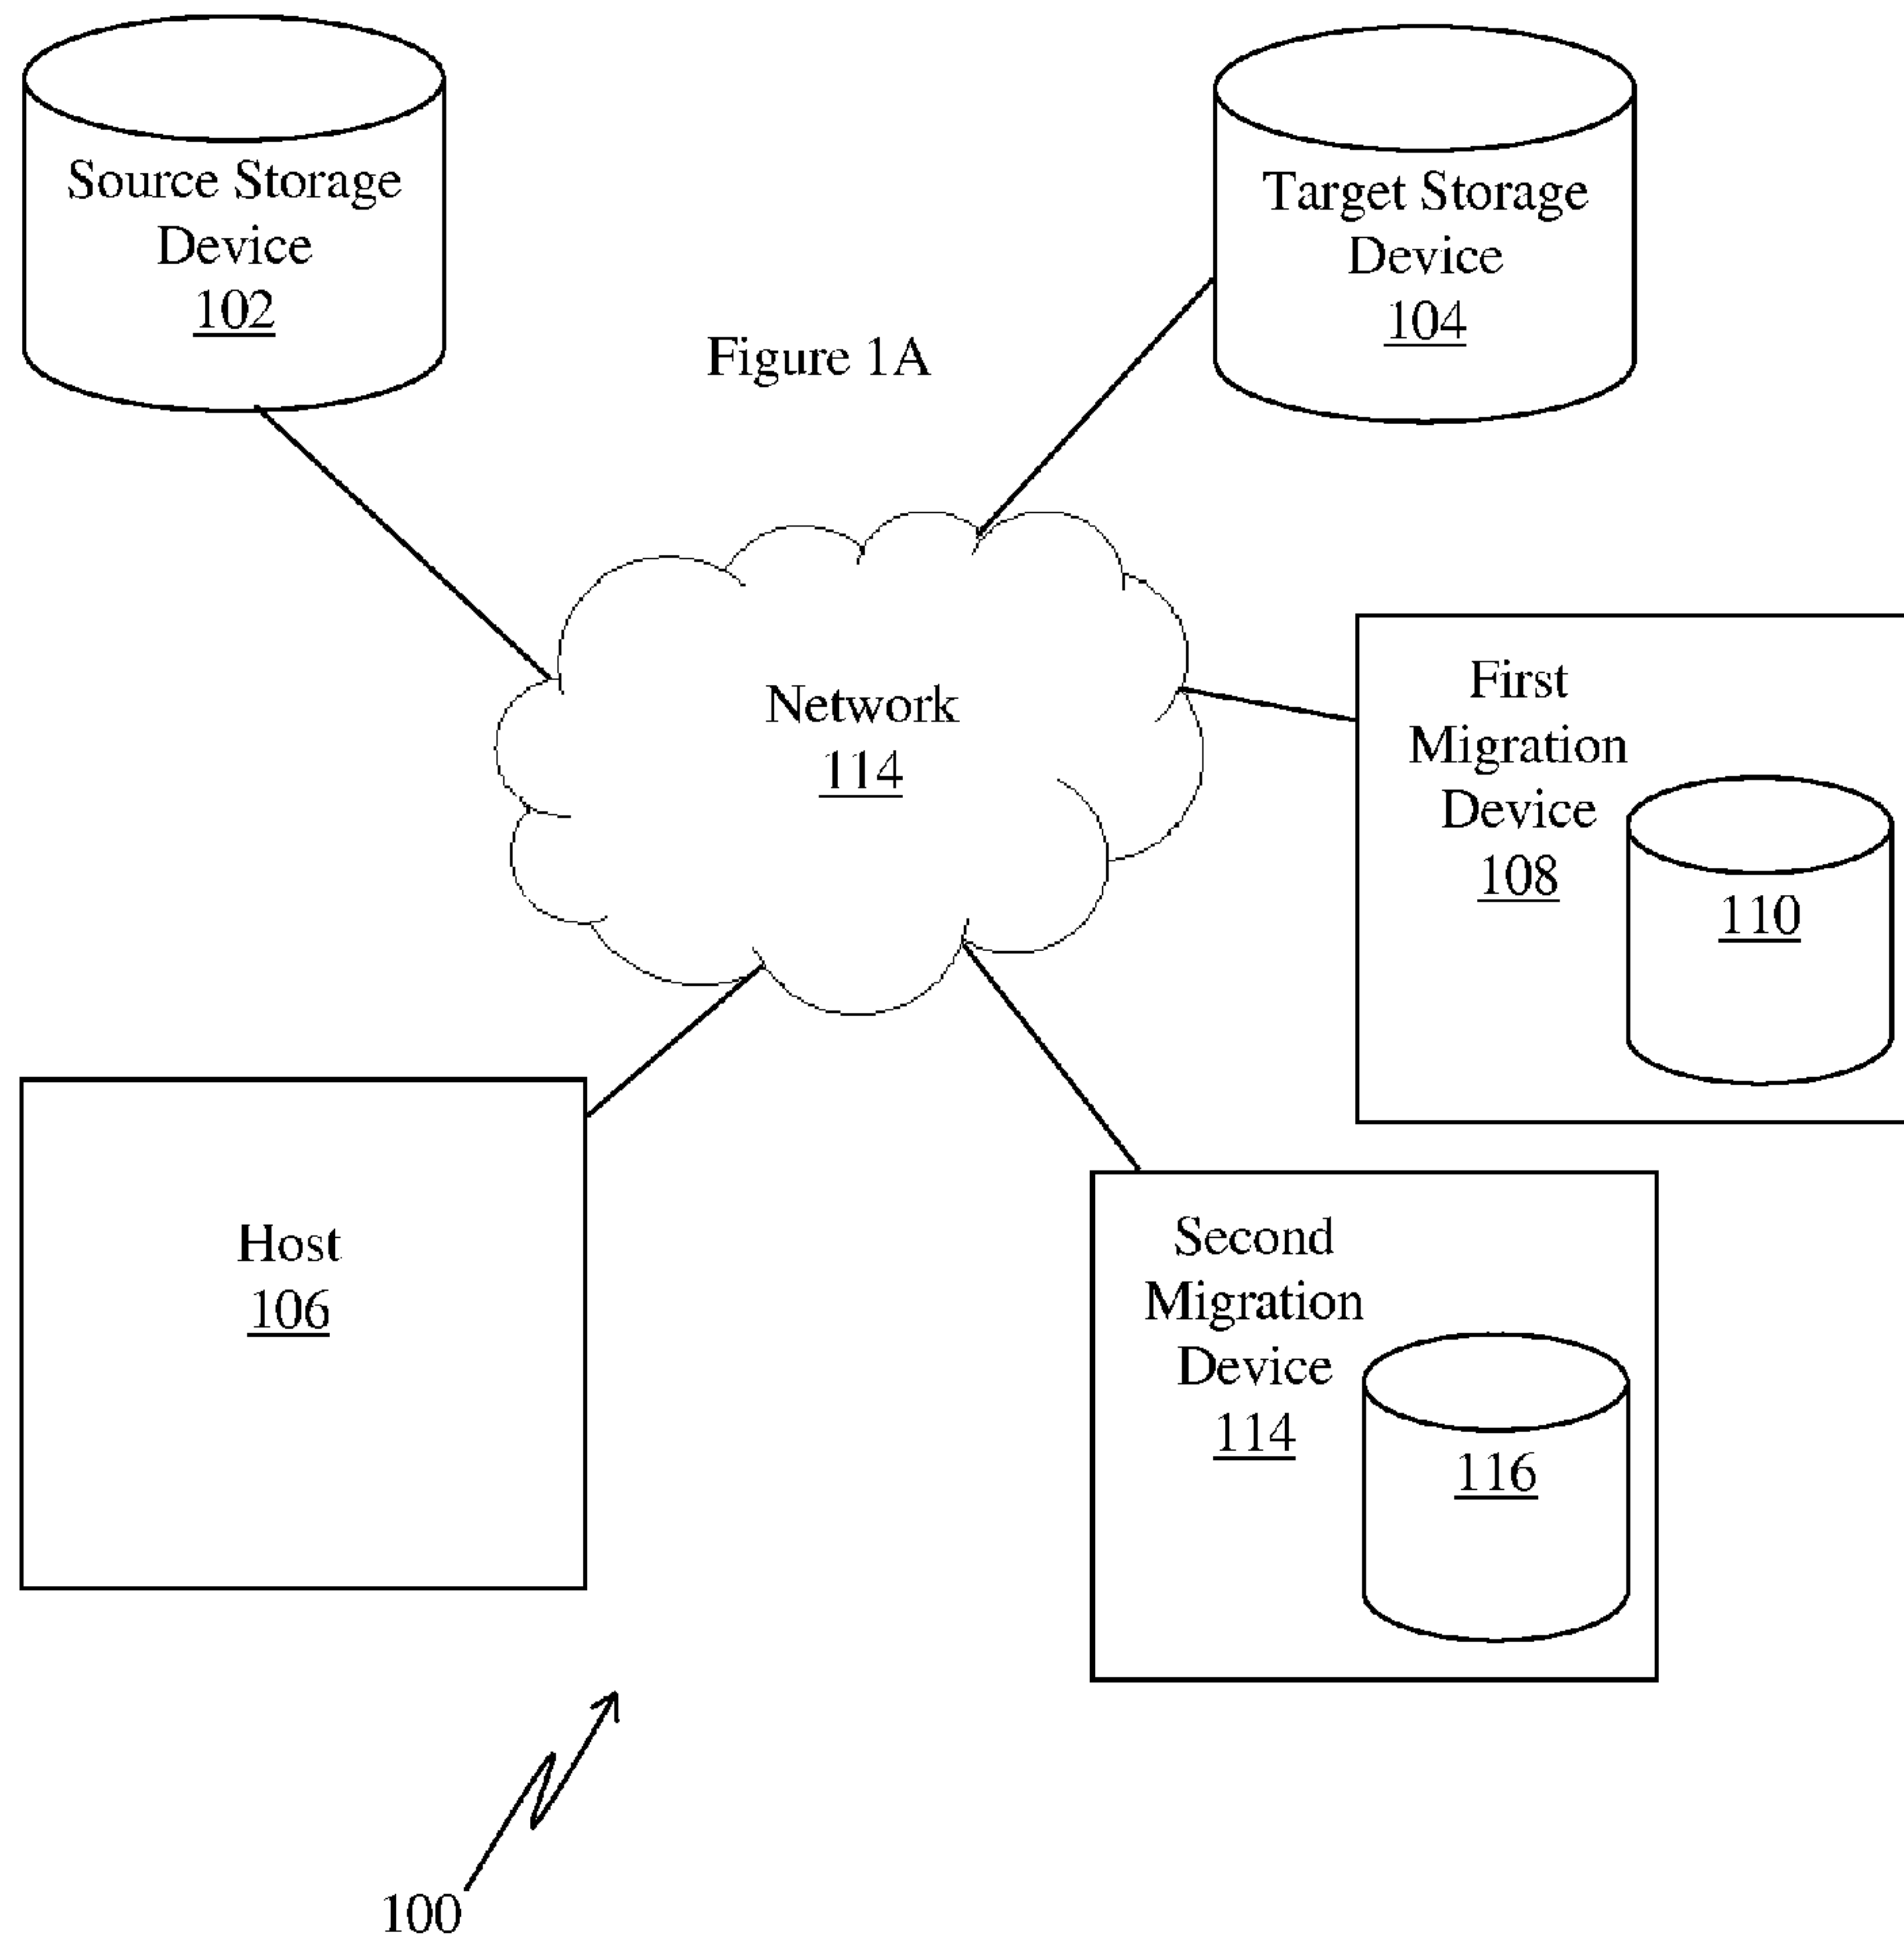 Source Storage
Device
102
Target Storage
Device
104
Figure 1A
Network
114
First
Migration
Device
108
110
Host
106
Second
Migration
Device
114
116
100